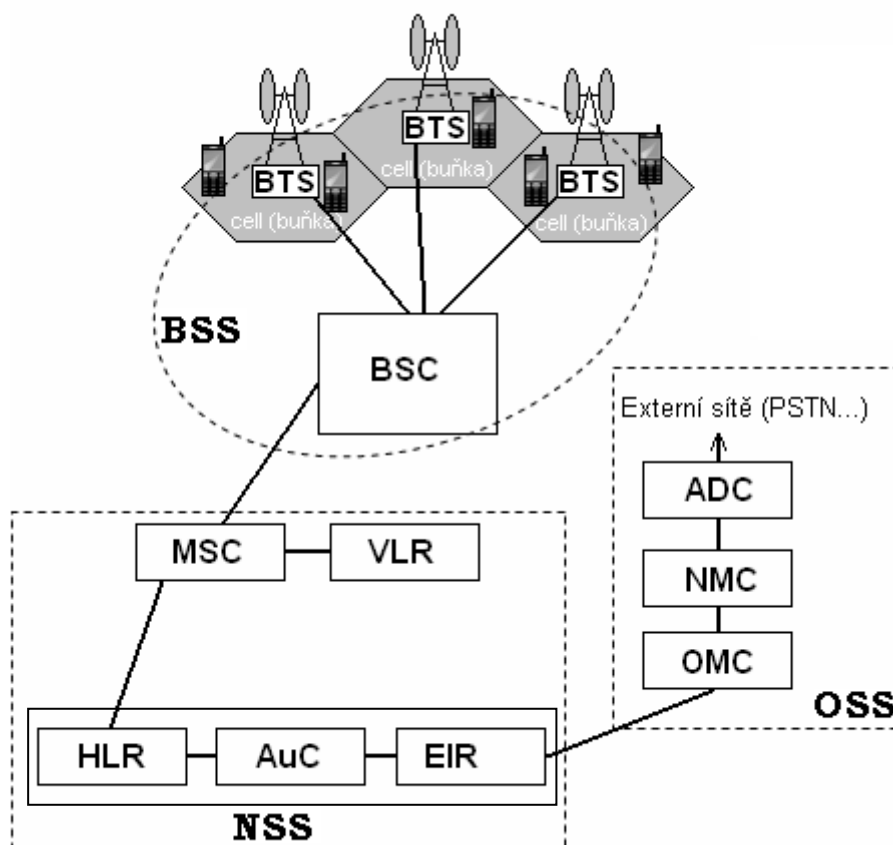 BTS
cell (buňka)
BTS
cell (buňka)
BTS
cell (buňka)
BSS
BSC
Externí sítě (PSTN...)
ADC
NMC
OMC
OSS
MSC
VLR
HLR
AuC
EIR
NSS